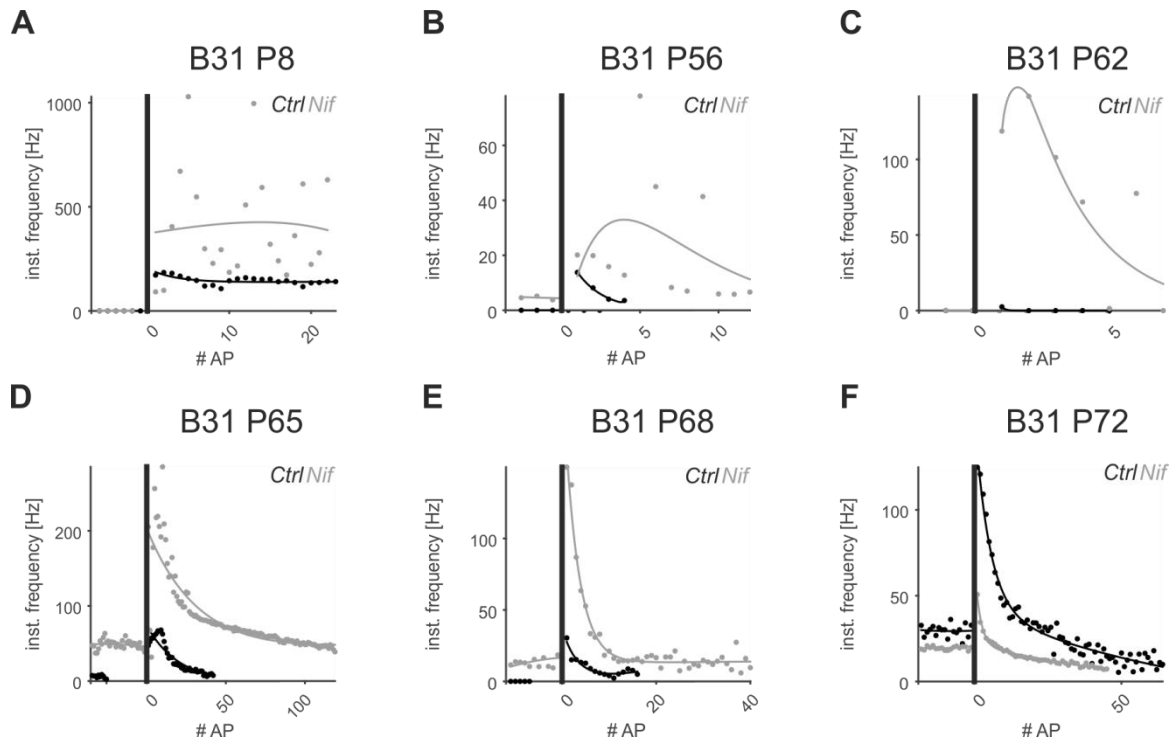 A
B31 P8
Ctrl Nif
inst. frequency [Hz]
1000
500
0
0
10
20
# AP
B
B31 P56
Ctrl Nif
inst. frequency [Hz]
60
40
20
0
0
5
10
# AP
C
B31 P62
Ctrl Nif
inst. frequency [Hz]
100
50
0
0
5
# AP
D
B31 P65
Ctrl Nif
inst. frequency [Hz]
200
100
0
0
50
100
# AP
E
B31 P68
Ctrl Nif
inst. frequency [Hz]
100
50
0
0
20
40
# AP
F
B31 P72
Ctrl Nif
inst. frequency [Hz]
100
50
0
0
50
# AP